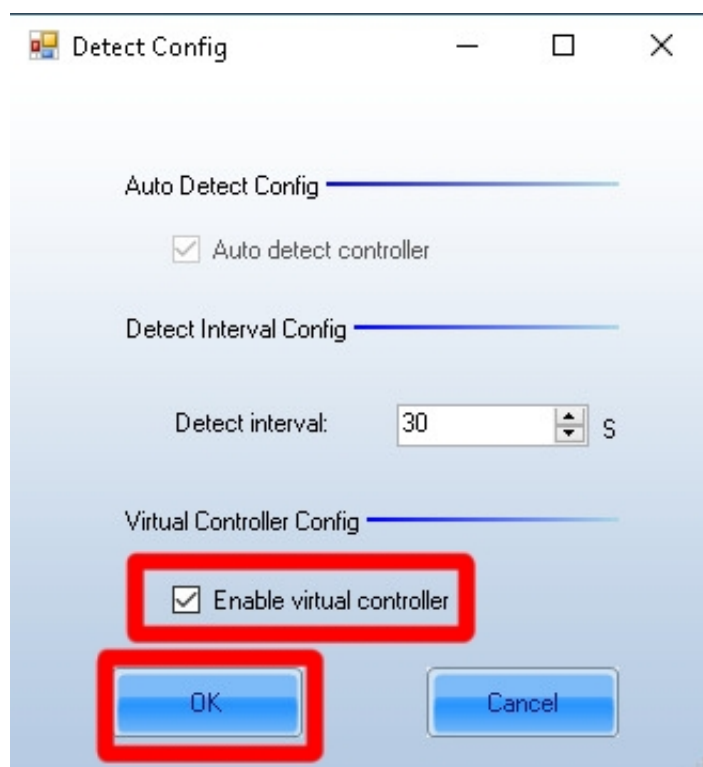 Detect Config
Auto Detect Config
Auto detect controller
Detect Interval Config
Detect interval: 30 S
Virtual Controller Config
Enable virtual controller
OK Cancel